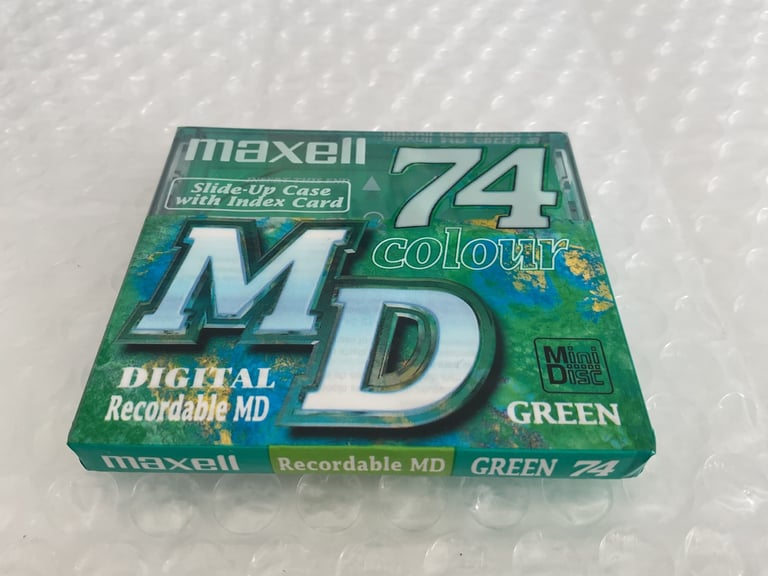 maxell
74
Slide-Up Case
with Index Card
colour
MD
Mini
Disc
DIGITAL
Recordable MD
GREEN
maxell Recordable MD GREEN 74